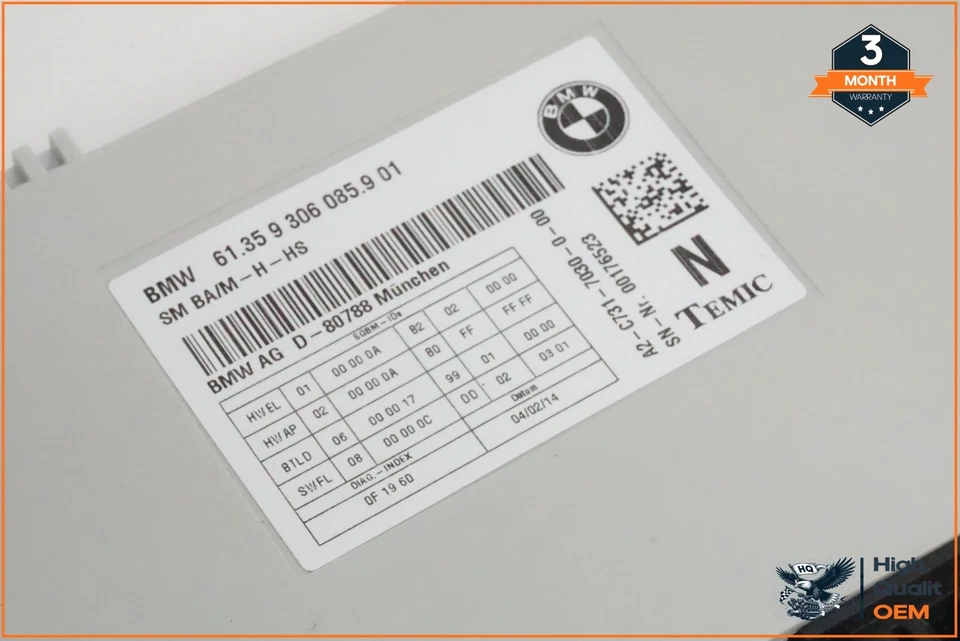 BMW 61.35 9 306 085.9 01
SM BA/M-H-HS
BMW AG D-80788 München
SGBM-IDs
HWEL 01 00 00 0A B2 02 00 00
HWAP 02 00 00 0A B0 FF FF FF
BTLD 06 00 00 17 99 01 00 00
SWFL 08 00 00 0C DD 02 03 01
DIAG.-INDEX Datum
0F 19 60 04/02/14
BMW
A2-C731-7030-0-00
SN-Nr. 00176523
N
TEMIC
3
MONTH
WARRANTY
HQ
High
Qualit
OEM